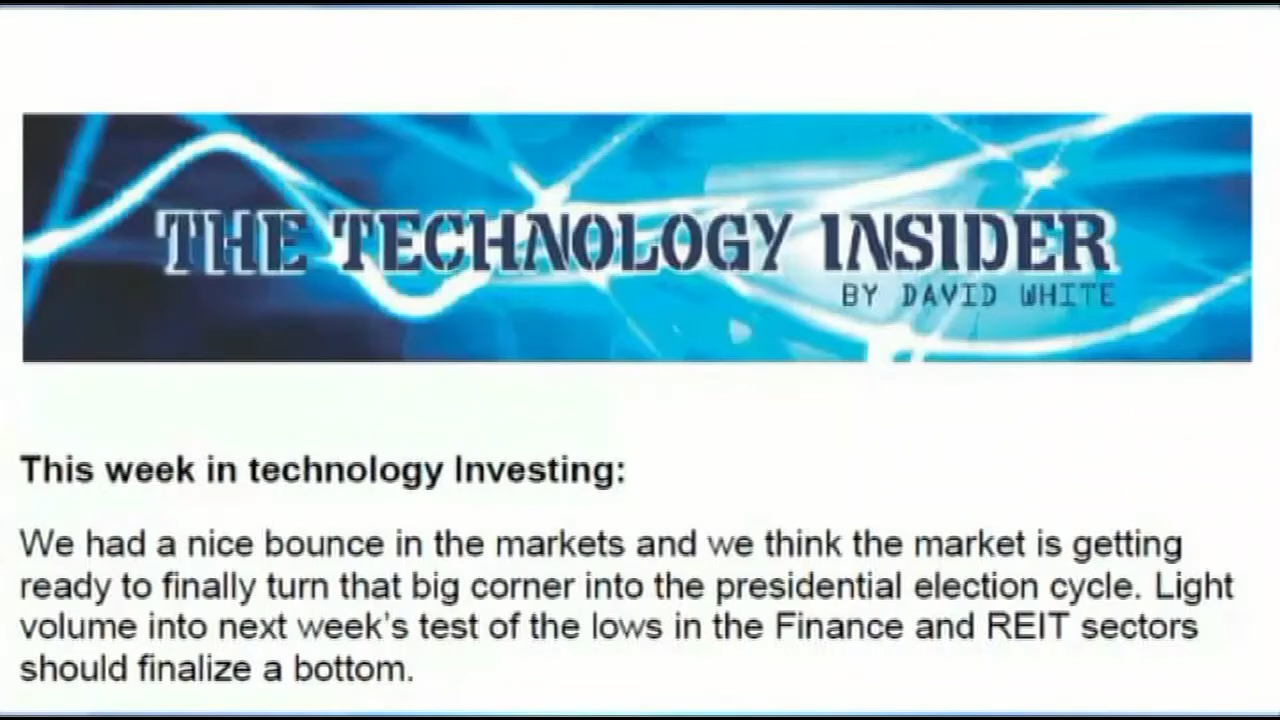 THE TECHNOLOGY INSIDER
BY DAVID WHITE
This week in technology Investing:
We had a nice bounce in the markets and we think the market is getting
ready to finally turn that big corner into the presidential election cycle. Light
volume into next week's test of the lows in the Finance and REIT sectors
should finalize a bottom.